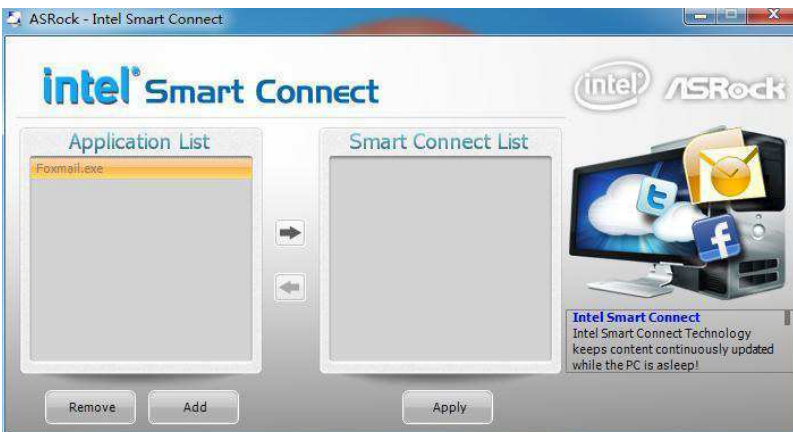 ASRock - Intel Smart Connect
intel Smart Connect
intel ASRock
Application List
Smart Connect List
Foxmail.exe
Intel Smart Connect
Intel Smart Connect Technology
keeps content continuously updated
while the PC is asleep!
Remove
Add
Apply